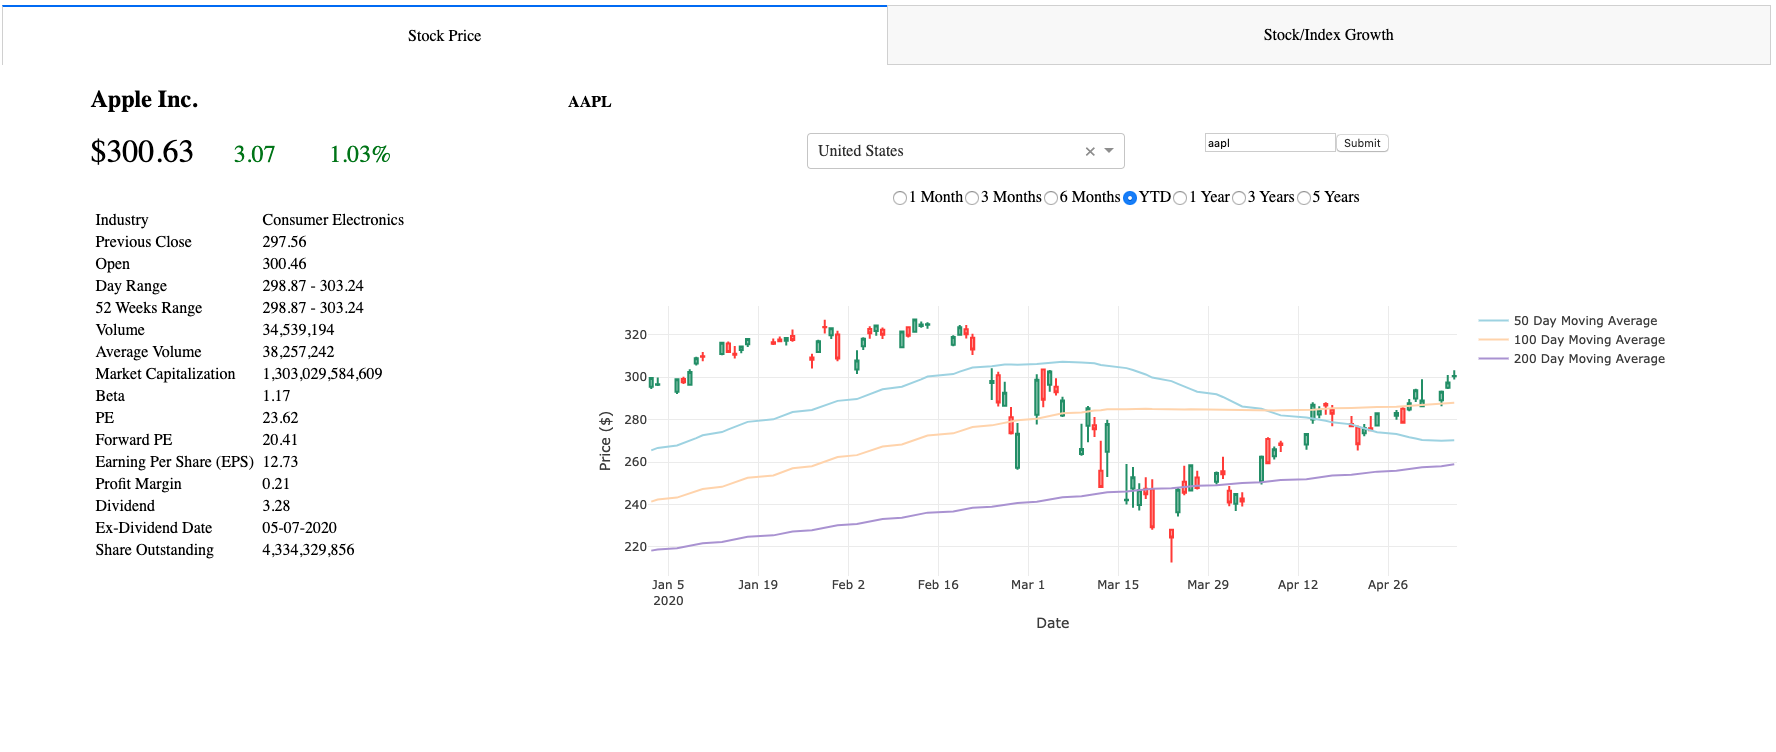 Stock Price
Stock/Index Growth
Apple Inc.
AAPL
$300.63 3.07 1.03%
United States × aapl Submit
1 Month 3 Months 6 Months YTD 1 Year 3 Years 5 Years
Industry Consumer Electronics
Previous Close 297.56
Open 300.46
Day Range 298.87 - 303.24
52 Weeks Range 298.87 - 303.24
Volume 34,539,194
Average Volume 38,257,242
Market Capitalization 1,303,029,584,609
Beta 1.17
PE 23.62
Forward PE 20.41
Earning Per Share (EPS) 12.73
Profit Margin 0.21
Dividend 3.28
Ex-Dividend Date 05-07-2020
Share Outstanding 4,334,329,856
Price ($)
320
300
280
260
240
220
Jan 5 Jan 19 Feb 2 Feb 16 Mar 1 Mar 15 Mar 29 Apr 12 Apr 26
2020
Date
50 Day Moving Average
100 Day Moving Average
200 Day Moving Average